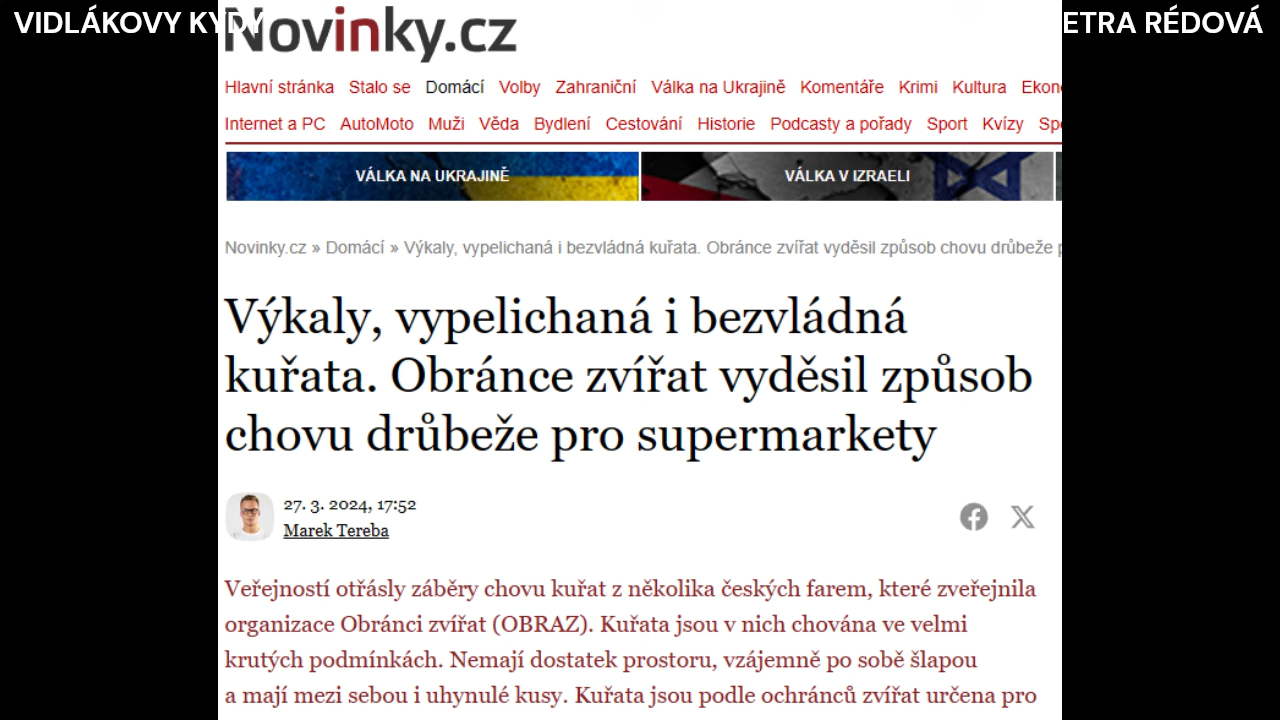 VIDLÁKOVY KYDY
ETRA RÉDOVÁ
Novinky.cz
Hlavní stránka Stalo se Domácí Volby Zahraniční Válka na Ukrajině Komentáře Krimi Kultura
Internet a PC AutoMoto Muži Věda Bydlení Cestování Historie Podcasty a pořady Sport Kvízy
VÁLKA NA UKRAJINĚ VÁLKA V IZRAELI
Novinky.cz » Domácí » Výkaly, vypelichaná i bezvládná kuřata. Obránce zvířat vyděsil způsob chovu drůbeže
Výkaly, vypelichaná i bezvládná
kuřata. Obránce zvířat vyděsil způsob
chovu drůbeže pro supermarkety
27. 3. 2024, 17:52
Marek Tereba
Veřejností otřásly záběry chovu kuřat z několika českých farem, které zveřejnila
organizace Obránci zvířat (OBRAZ). Kuřata jsou v nich chována ve velmi
krutých podmínkách. Nemají dostatek prostoru, vzájemně po sobě šlapou
a mají mezi sebou i uhynulé kusy. Kuřata jsou podle ochránců zvířat určena pro